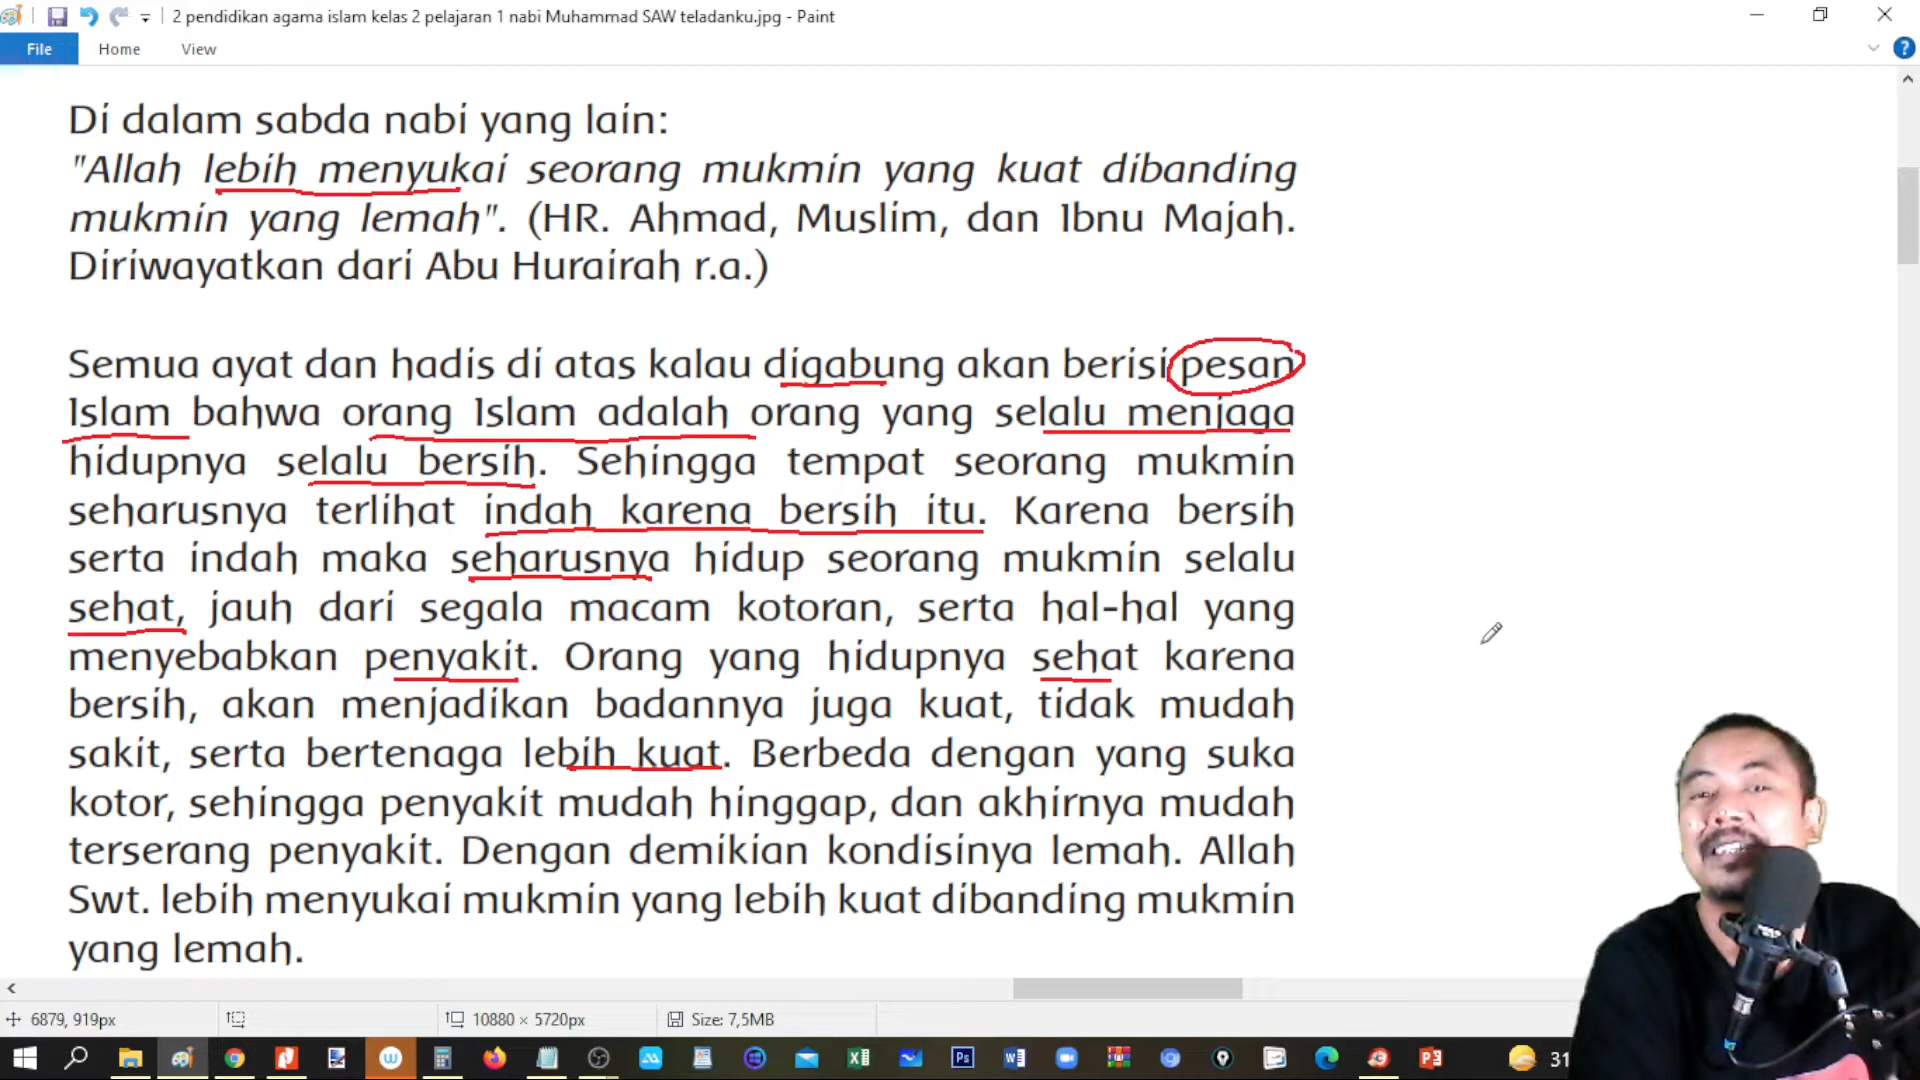 2 pendidikan agama islam kelas 2 pelajaran 1 nabi Muhammad SAW teladanku.jpg - Paint
File Home View
Di dalam sabda nabi yang lain:
"Allah lebih menyukai seorang mukmin yang kuat dibanding
mukmin yang lemah". (HR. Ahmad, Muslim, dan Ibnu Majah.
Diriwayatkan dari Abu Hurairah r.a.)
Semua ayat dan hadis di atas kalau digabung akan berisi pesan
Islam bahwa orang Islam adalah orang yang selalu menjaga
hidupnya selalu bersih. Sehingga tempat seorang mukmin
seharusnya terlihat indah karena bersih itu. Karena bersih
serta indah maka seharusnya hidup seorang mukmin selalu
sehat, jauh dari segala macam kotoran, serta hal-hal yang
menyebabkan penyakit. Orang yang hidupnya sehat karena
bersih, akan menjadikan badannya juga kuat, tidak mudah
sakit, serta bertenaga lebih kuat. Berbeda dengan yang suka
kotor, sehingga penyakit mudah hinggap, dan akhirnya mudah
terserang penyakit. Dengan demikian kondisinya lemah. Allah
Swt. lebih menyukai mukmin yang lebih kuat dibanding mukmin
yang lemah.
6879, 919px 10880 × 5720px Size: 7,5MB
31